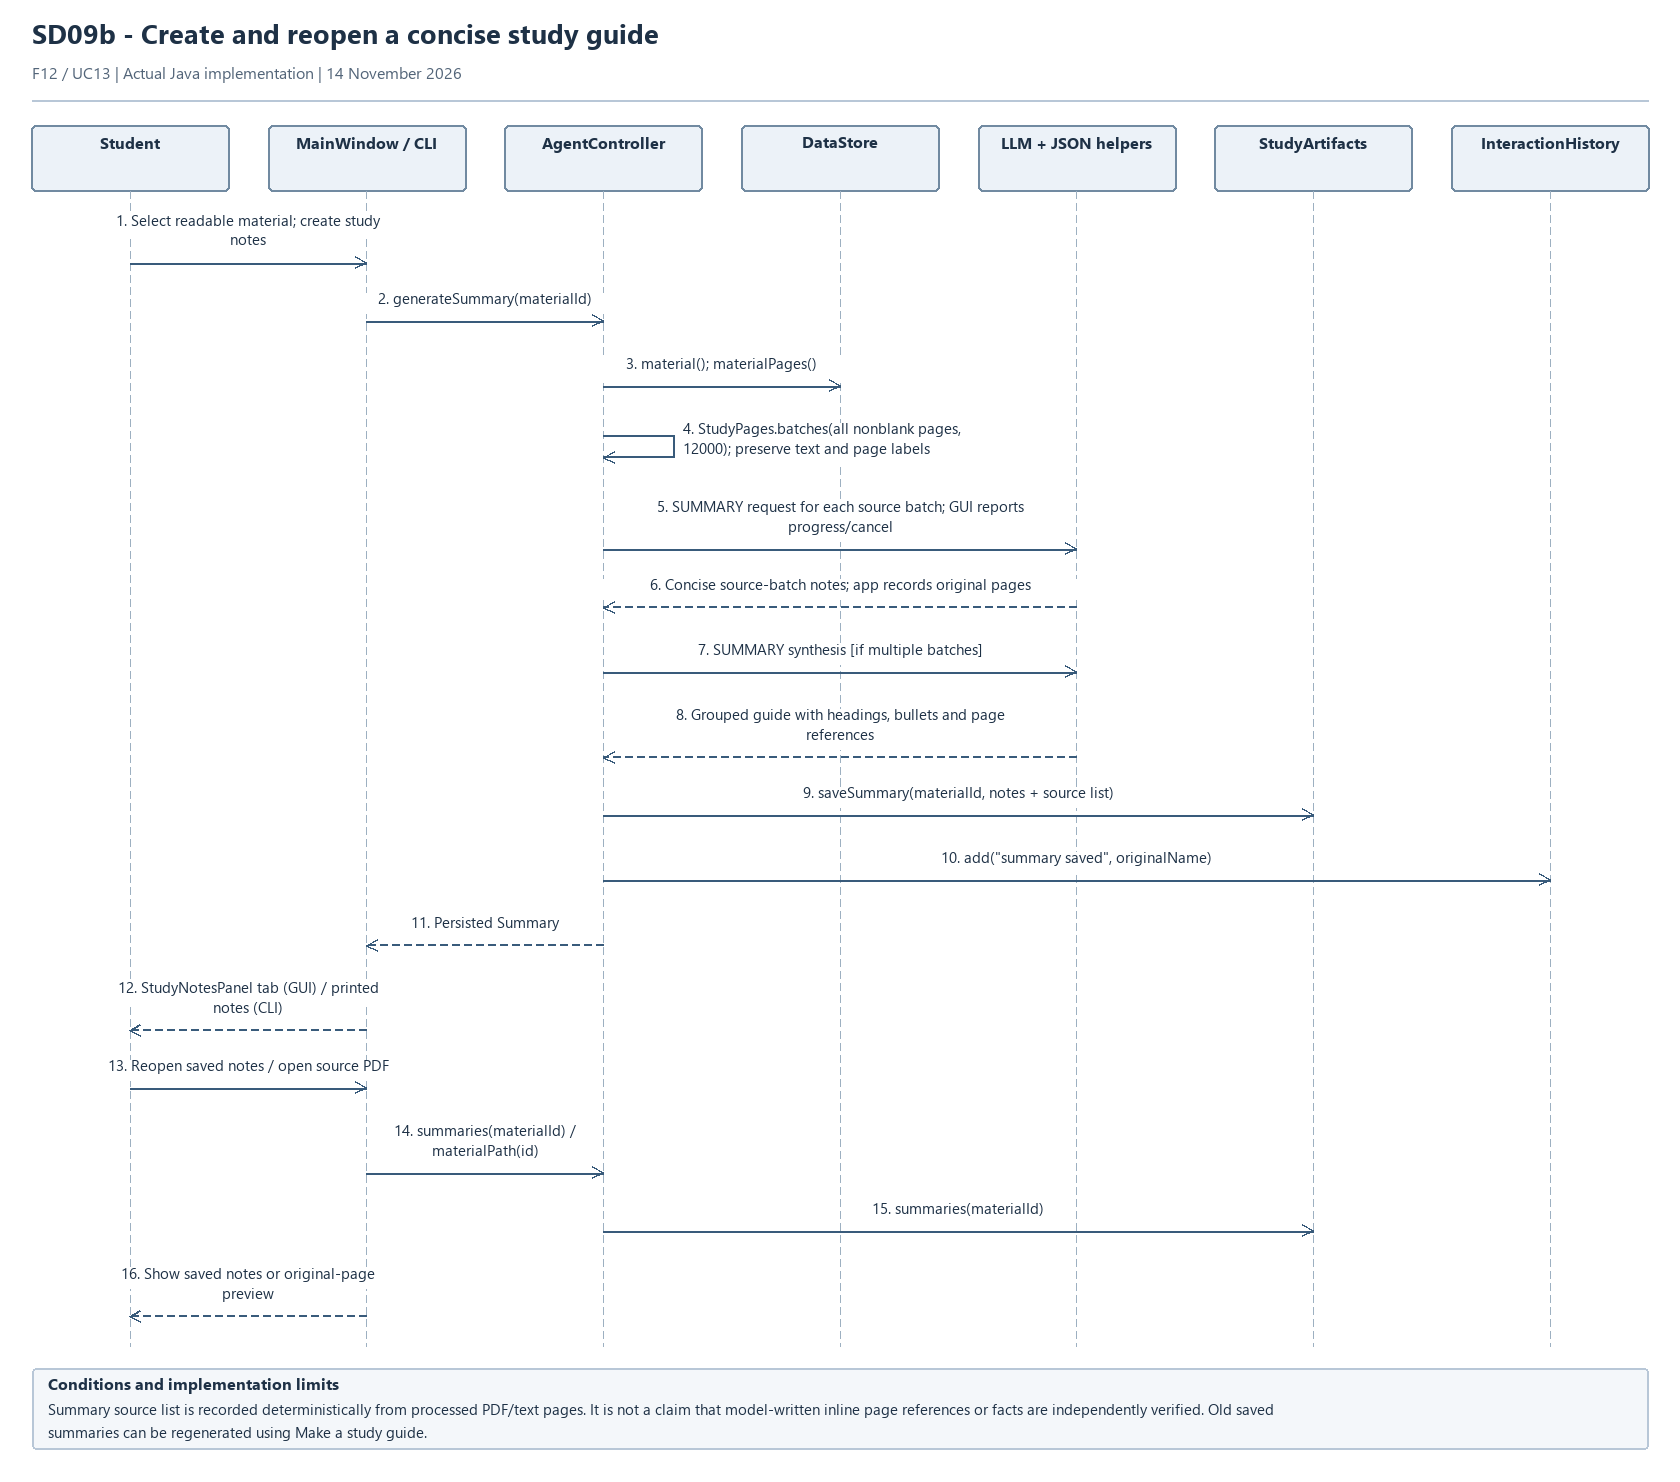 SD09b - Create and reopen a concise study guide
F12 / UC13 | Actual Java implementation | 14 November 2026
Student
MainWindow / CLI
AgentController
DataStore
LLM + JSON helpers
StudyArtifacts
InteractionHistory
1. Select readable material; create study
notes
2. generateSummary(materialId)
3. material(); materialPages()
4. StudyPages.batches(all nonblank pages,
12000); preserve text and page labels
5. SUMMARY request for each source batch; GUI reports
progress/cancel
6. Concise source-batch notes; app records original pages
7. SUMMARY synthesis [if multiple batches]
8. Grouped guide with headings, bullets and page
references
9. saveSummary(materialId, notes + source list)
10. add("summary saved", originalName)
11. Persisted Summary
12. StudyNotesPanel tab (GUI) / printed
notes (CLI)
13. Reopen saved notes / open source PDF
14. summaries(materialId) /
materialPath(id)
15. summaries(materialId)
16. Show saved notes or original-page
preview
Conditions and implementation limits
Summary source list is recorded deterministically from processed PDF/text pages. It is not a claim that model-written inline page references or facts are independently verified. Old saved
summaries can be regenerated using Make a study guide.